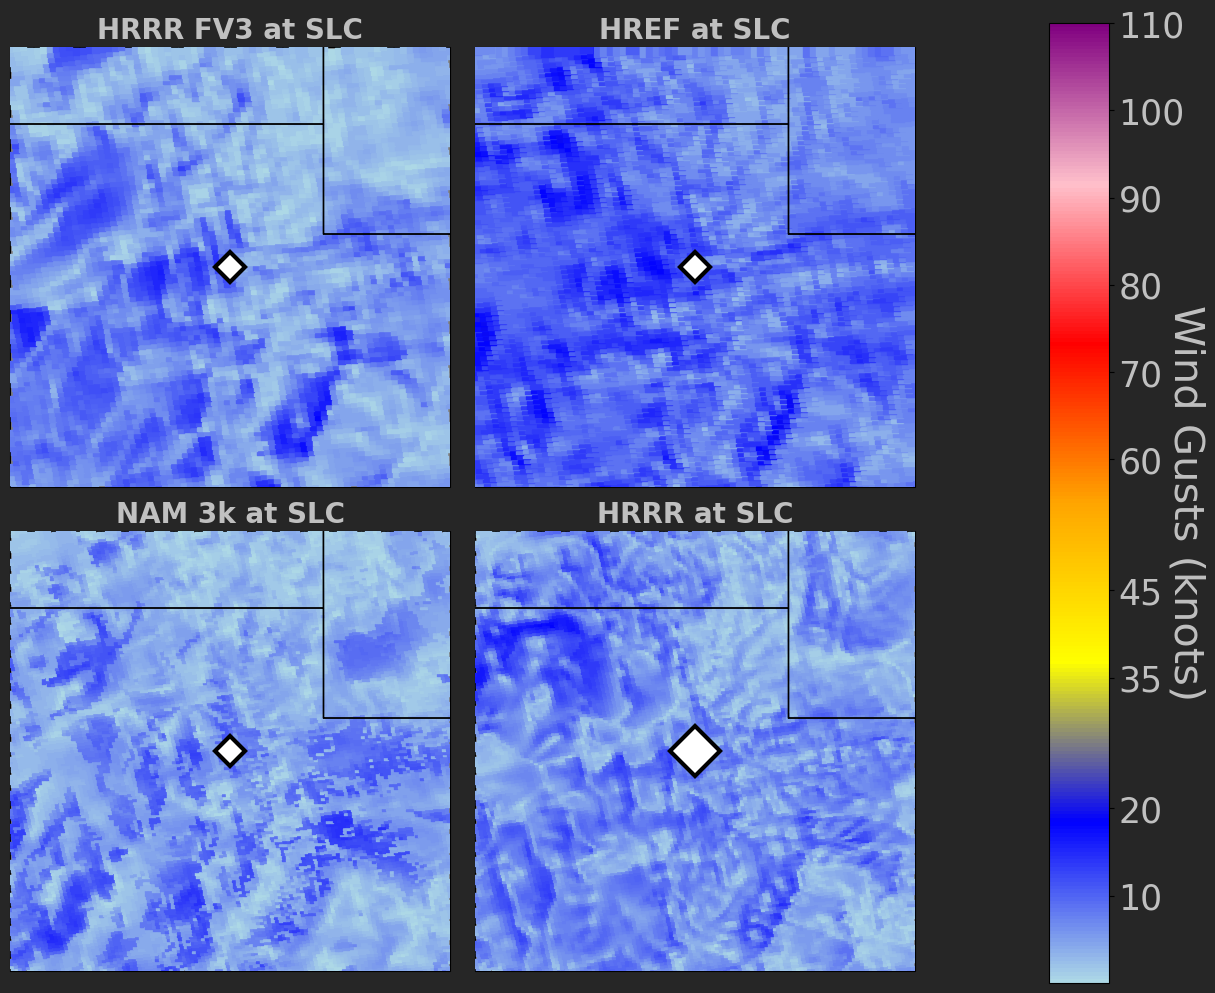 HRRR FV3 at SLC
HREF at SLC
NAM 3k at SLC
HRRR at SLC
110
100
90
80
70
60
45
35
20
10
Wind Gusts (knots)